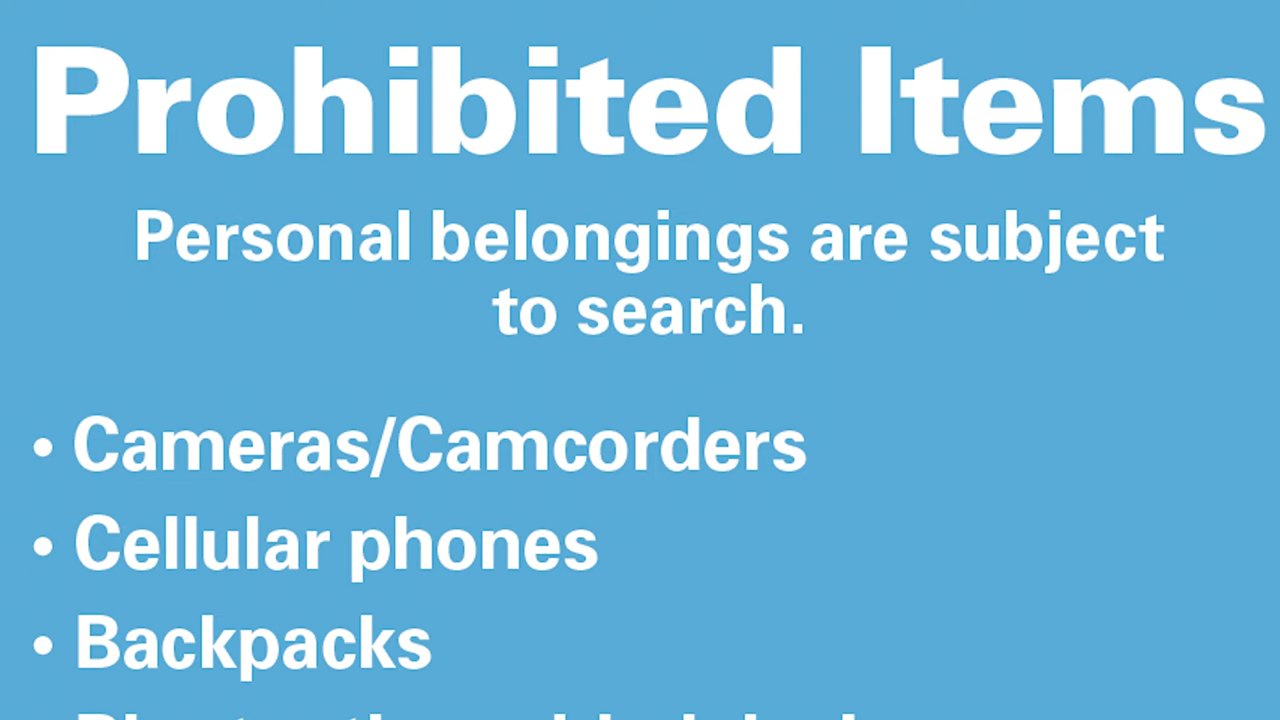 Prohibited Items
Personal belongings are subject
to search.
• Cameras/Camcorders
• Cellular phones
• Backpacks